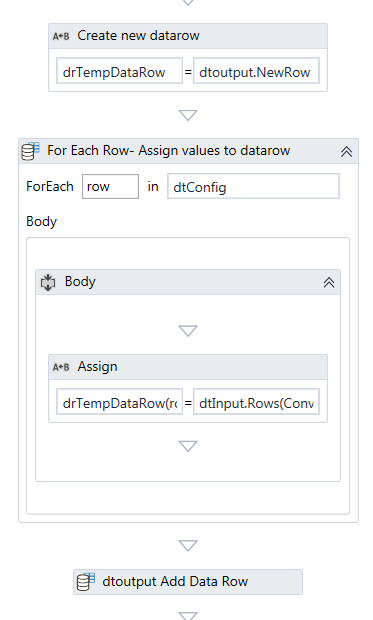 A+B Create new datarow
drTempDataRow = dtoutput.NewRow
For Each Row- Assign values to datarow
ForEach row in dtConfig
Body
Body
A+B Assign
drTempDataRow(ro = dtInput.Rows(Conv
dtoutput Add Data Row